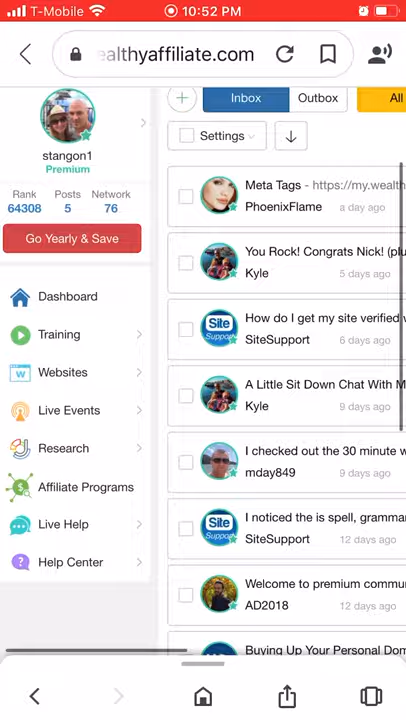 T-Mobile 10:52 PM
ealthyaffiliate.com
stangon1
Premium
Rank Posts Network
64308 5 76
Go Yearly & Save
Dashboard
Training
Websites
Live Events
Research
Affiliate Programs
Live Help
Help Center
Inbox Outbox All
Settings
Meta Tags - https://my.wealth
PhoenixFlame a day ago
You Rock! Congrats Nick! (plu
Kyle 5 days ago
How do I get my site verified
SiteSupport 6 days ago
Site
Support
A Little Sit Down Chat With M
Kyle 9 days ago
I checked out the 30 minute w
mday849 9 days ago
I noticed the is spell, gramma
SiteSupport 12 days ago
Site
Support
Welcome to premium commu
AD2018 12 days ago
Buying Up Your Personal Dom